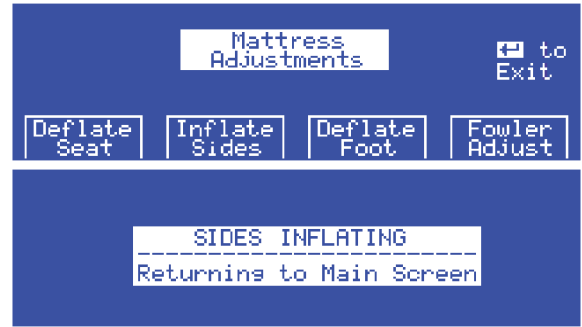 Mattress
Adjustments
↵ to
Exit
Deflate Seat
Inflate Sides
Deflate Foot
Fowler Adjust
SIDES INFLATING
Returning to Main Screen